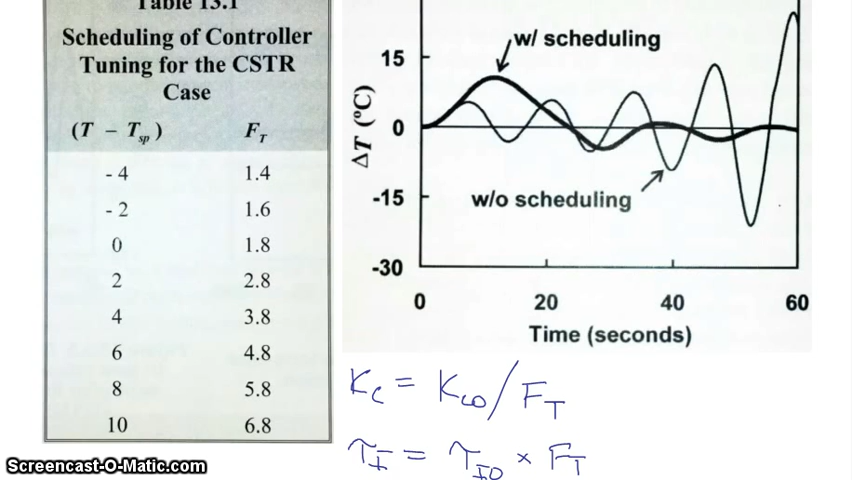 Table 13.1
Scheduling of Controller
Tuning for the CSTR
Case
(T - Tsp) FT
- 4 1.4
- 2 1.6
0 1.8
2 2.8
4 3.8
6 4.8
8 5.8
10 6.8
w/ scheduling
w/o scheduling
ΔT (ºC)
15
0
-15
-30
0 20 40 60
Time (seconds)
Kc = Kco / FT
τI = τIO × FT
Screencast-O-Matic.com